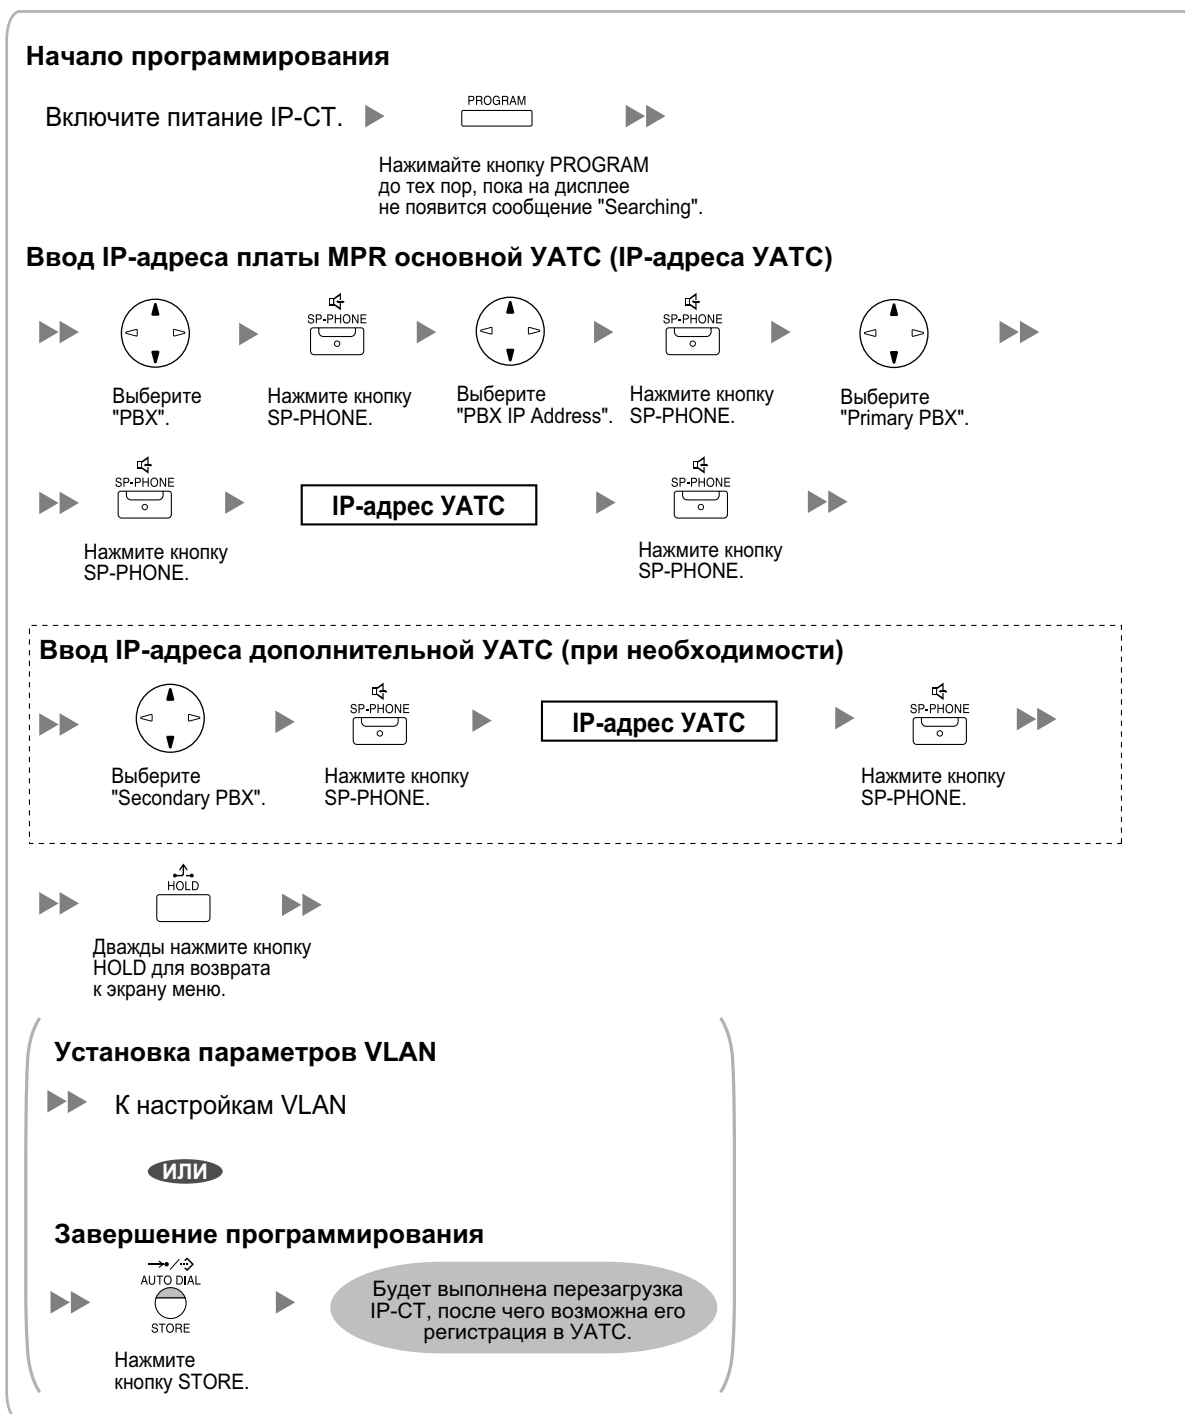 Начало программирования
Включите питание IP-СТ.
PROGRAM
Нажимайте кнопку PROGRAM
до тех пор, пока на дисплее
не появится сообщение "Searching".
Ввод IP-адреса платы MPR основной УАТС (IP-адреса УАТС)
SP-PHONE
SP-PHONE
Выберите
"PBX".
Нажмите кнопку
SP-PHONE.
Выберите
"PBX IP Address".
Нажмите кнопку
SP-PHONE.
Выберите
"Primary PBX".
SP-PHONE
IP-адрес УАТС
SP-PHONE
Нажмите кнопку
SP-PHONE.
Нажмите кнопку
SP-PHONE.
Ввод IP-адреса дополнительной УАТС (при необходимости)
SP-PHONE
IP-адрес УАТС
SP-PHONE
Выберите
"Secondary PBX".
Нажмите кнопку
SP-PHONE.
Нажмите кнопку
SP-PHONE.
HOLD
Дважды нажмите кнопку
HOLD для возврата
к экрану меню.
Установка параметров VLAN
К настройкам VLAN
ИЛИ
Завершение программирования
AUTO DIAL
STORE
Нажмите
кнопку STORE.
Будет выполнена перезагрузка
IP-СТ, после чего возможна его
регистрация в УАТС.